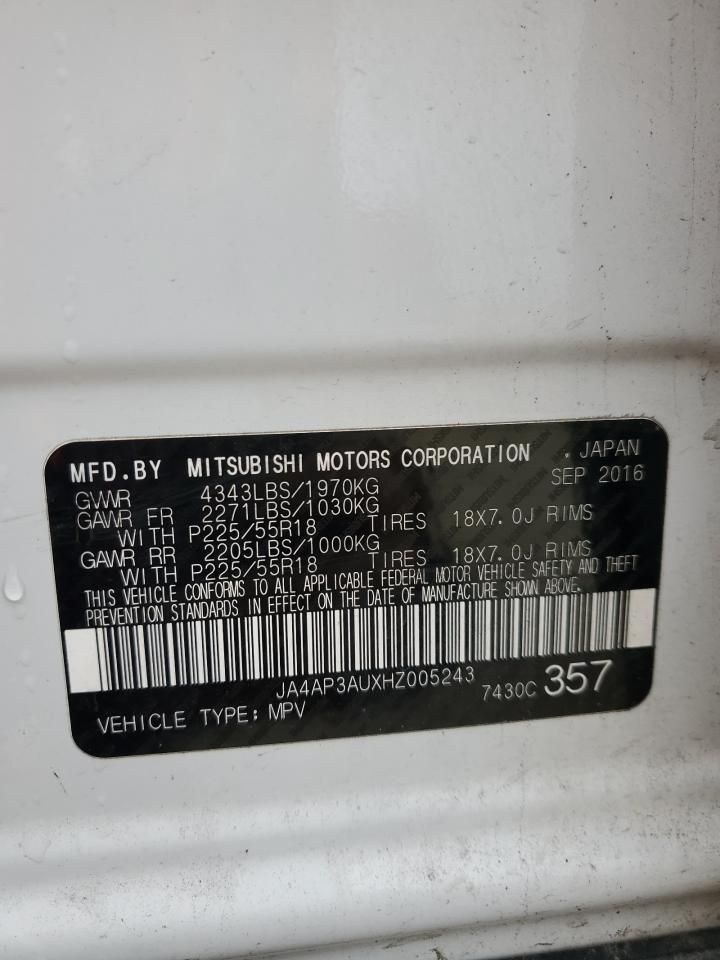 MFD.BY MITSUBISHI MOTORS CORPORATION . JAPAN
SEP 2016
GVWR 4343LBS/1970KG
GAWR FR 2271LBS/1030KG
WITH P225/55R18 TIRES 18X7.0J RIMS
GAWR RR 2205LBS/1000KG
WITH P225/55R18 TIRES 18X7.0J RIMS
THIS VEHICLE CONFORMS TO ALL APPLICABLE FEDERAL MOTOR VEHICLE SAFETY AND THEFT
PREVENTION STANDARDS IN EFFECT ON THE DATE OF MANUFACTURE SHOWN ABOVE.
JA4AP3AUXHZ005243
7430C 357
VEHICLE TYPE: MPV